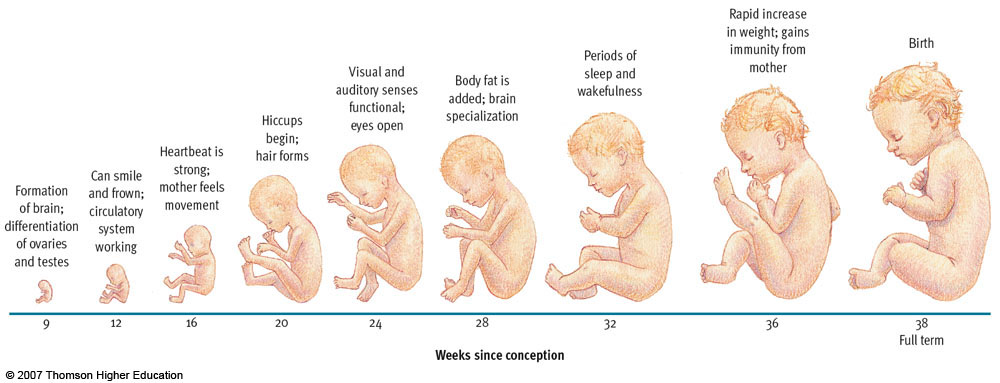 Formation
of brain;
differentiation
of ovaries
and testes
Can smile
and frown;
circulatory
system
working
Heartbeat is
strong;
mother feels
movement
Hiccups
begin;
hair forms
Visual and
auditory senses
functional;
eyes open
Body fat is
added; brain
specialization
Periods of
sleep and
wakefulness
Rapid increase
in weight; gains
immunity from
mother
Birth
9 12 16 20 24 28 32 36 38
Full term
Weeks since conception
© 2007 Thomson Higher Education